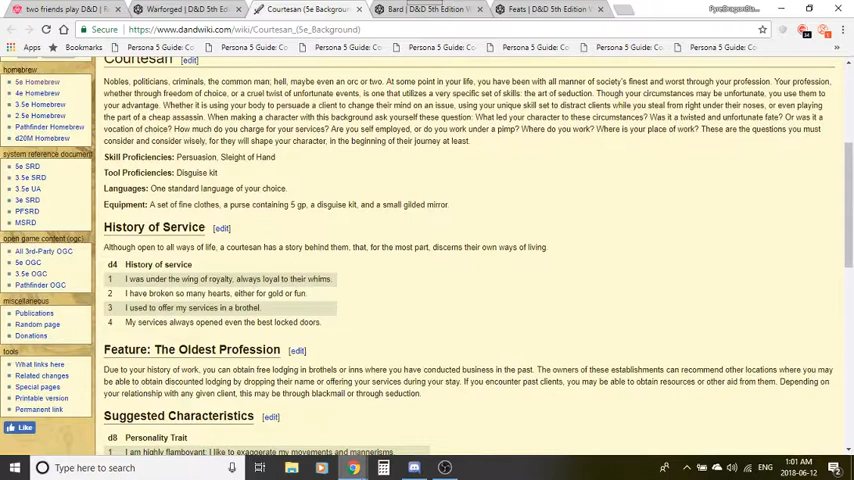 two friends play D&D | R
Warforged | D&D 5th Edition
Courtesan (5e Backgroun
Bard | D&D 5th Edition W
Feats | D&D 5th Edition W
PyreDragon
Secure
https://www.dandwiki.com/wiki/Courtesan_(5e_Background)
Apps
Bookmarks
Persona 5 Guide: Con
Persona 5 Guide: Con
Persona 5 Guide: Con
Persona 5 Guide: Con
Persona 5 Guide: Con
Courtesan [edit]
Nobles, politicians, criminals, the common man; hell, maybe even an orc or two. At some point in your life, you have been with all manner of society's finest and worst through your profession. Your profession,
whether through freedom of choice, or a cruel twist of unfortunate events, is one that utilizes a very specific set of skills: the art of seduction. Though your circumstances may be unfortunate, you use them to
your advantage. Whether it is using your body to persuade a client to change their mind on an issue, using your unique skill set to distract clients while you steal from right under their noses, or even playing
the part of a cheap assassin. When making a character with this background ask yourself these question: What led your character to these circumstances? Was it a twisted and unfortunate fate? Or was it a
vocation of choice? How much do you charge for your services? Are you self employed, or do you work under a pimp? Where do you work? Where is your place of work? These are the questions you must
consider and consider wisely, for they will shape your character, in the beginning of their journey at least.
Skill Proficiencies: Persuasion, Sleight of Hand
Tool Proficiencies: Disguise kit
Languages: One standard language of your choice.
Equipment: A set of fine clothes, a purse containing 5 gp, a disguise kit, and a small gilded mirror.
History of Service [edit]
Although open to all ways of life, a courtesan has a story behind them, that, for the most part, discerns their own ways of living.
d4 History of service
1 I was under the wing of royalty, always loyal to their whims.
2 I have broken so many hearts, either for gold or fun.
3 I used to offer my services in a brothel.
4 My services always opened even the best locked doors.
Feature: The Oldest Profession [edit]
Due to your history of work, you can obtain free lodging in brothels or inns where you have conducted business in the past. The owners of these establishments can recommend other locations where you may
be able to obtain discounted lodging by dropping their name or offering your services during your stay. If you encounter past clients, you may be able to obtain resources or other aid from them. Depending on
your relationship with any given client, this may be through blackmail or through seduction.
Suggested Characteristics [edit]
d8 Personality Trait
1 I am highly flamboyant; I like to exaggerate my movements and mannerisms.
homebrew
5e Homebrew
4e Homebrew
3.5e Homebrew
2.5e Homebrew
Pathfinder Homebrew
d20M Homebrew
system reference document
5e SRD
3.5e SRD
3.5e UA
3e SRD
PFSRD
MSRD
open game content (ogc)
All 3rd-Party OGC
5e OGC
3.5e OGC
Pathfinder OGC
miscellaneous
Publications
Random page
Donations
tools
What links here
Related changes
Special pages
Printable version
Permanent link
Like
Type here to search
ENG
1:01 AM
2018-06-12
2